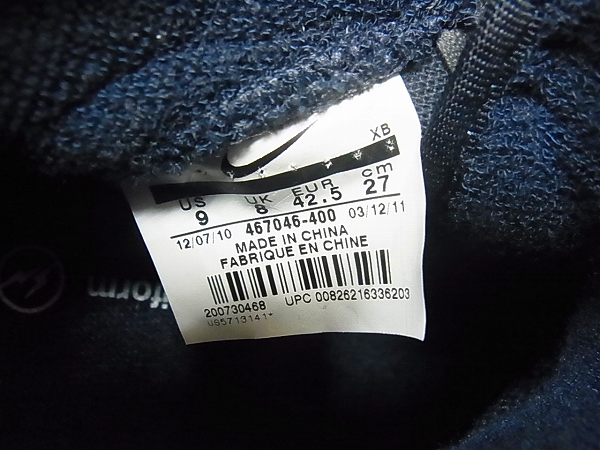 XB
US UK EUR cm
9 8 42.5 27
12/07/10 467046-400 03/12/11
MADE IN CHINA
FABRIQUE EN CHINE
200730468 UPC 00826216336203
US5713141*
form